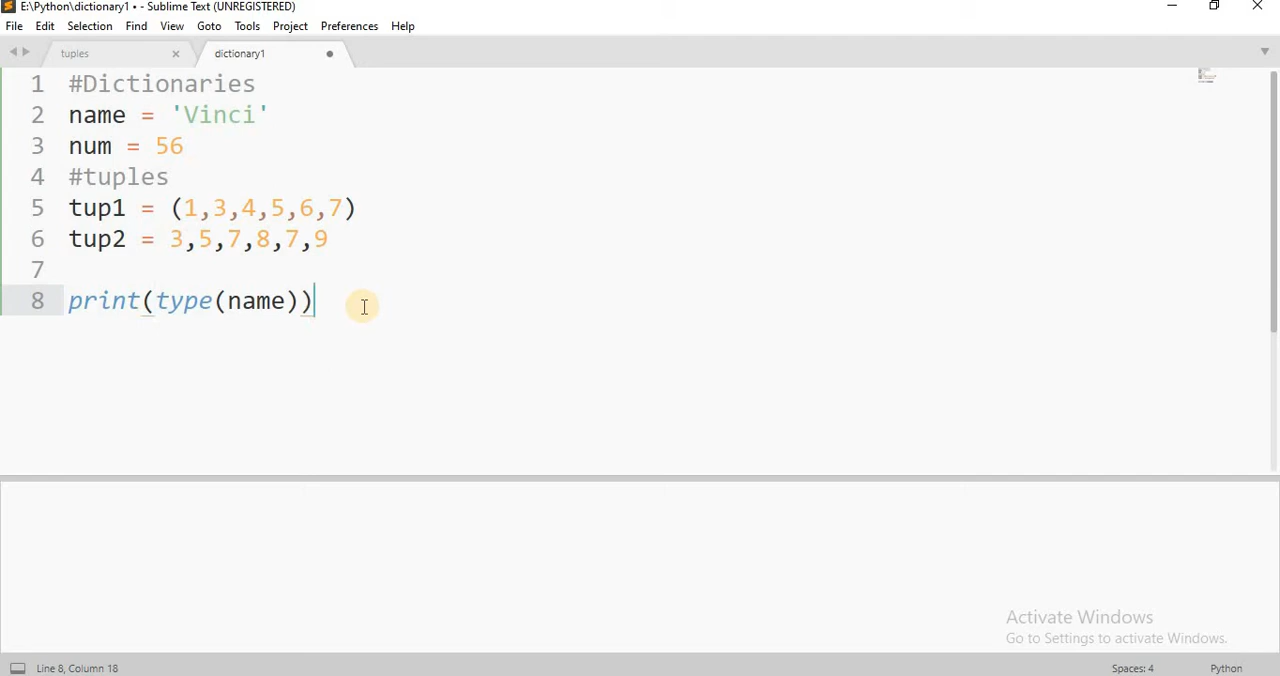 E:\Python\dictionary1 • - Sublime Text (UNREGISTERED)
File Edit Selection Find View Goto Tools Project Preferences Help
tuples dictionary1
1 #Dictionaries
2 name = 'Vinci'
3 num = 56
4 #tuples
5 tup1 = (1,3,4,5,6,7)
6 tup2 = 3,5,7,8,7,9
7
8 print(type(name))
Activate Windows
Go to Settings to activate Windows.
Line 8, Column 18 Spaces: 4 Python